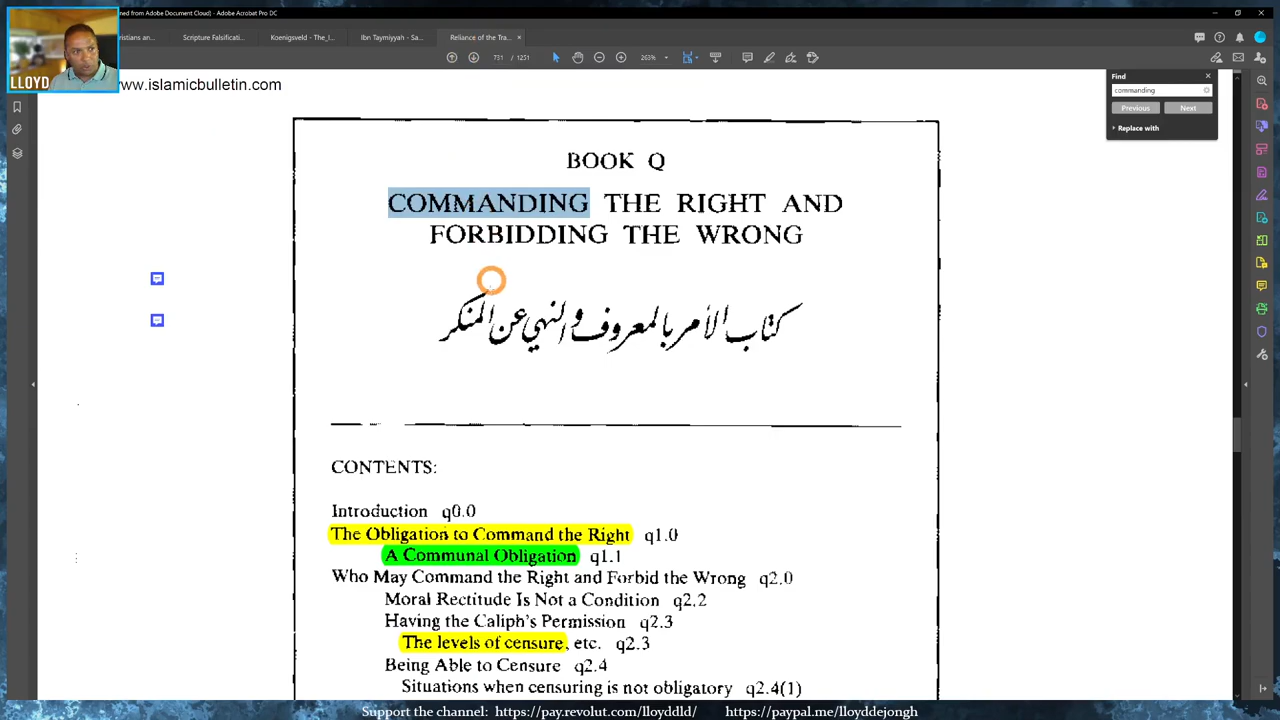 nned from Adobe Document Cloud) - Adobe Acrobat Pro DC
ristians an...
Scripture Falsificati...
Koenigsveld - The_I...
Ibn Taymiyyah - Sa...
Reliance of the Tra... ×
731 / 1251
263%
LLOYD
www.islamicbulletin.com
Find
commanding
Previous
Next
Replace with
BOOK Q
COMMANDING THE RIGHT AND
FORBIDDING THE WRONG
كتاب الأمر بالمعروف والنهي عن المنكر
CONTENTS:
Introduction q0.0
The Obligation to Command the Right q1.0
A Communal Obligation q1.1
Who May Command the Right and Forbid the Wrong q2.0
Moral Rectitude Is Not a Condition q2.2
Having the Caliph's Permission q2.3
The levels of censure, etc. q2.3
Being Able to Censure q2.4
Situations when censuring is not obligatory q2.4(1)
Support the channel: https://pay.revolut.com/lloyddld/ https://paypal.me/lloyddejongh